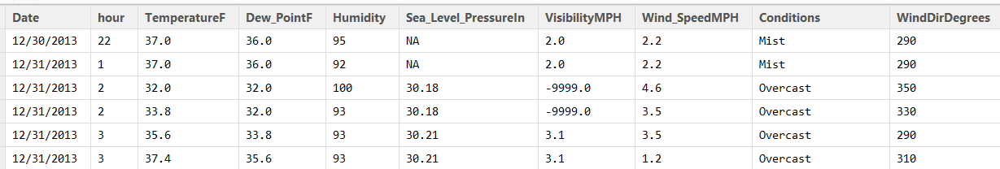 Date hour TemperatureF Dew_PointF Humidity Sea_Level_PressureIn VisibilityMPH Wind_SpeedMPH Conditions WindDirDegrees
12/30/2013 22 37.0 36.0 95 NA 2.0 2.2 Mist 290
12/31/2013 1 37.0 36.0 92 NA 2.0 2.2 Mist 290
12/31/2013 2 32.0 32.0 100 30.18 -9999.0 4.6 Overcast 350
12/31/2013 2 33.8 32.0 93 30.18 -9999.0 3.5 Overcast 330
12/31/2013 3 35.6 33.8 93 30.21 3.1 3.5 Overcast 290
12/31/2013 3 37.4 35.6 93 30.21 3.1 1.2 Overcast 310